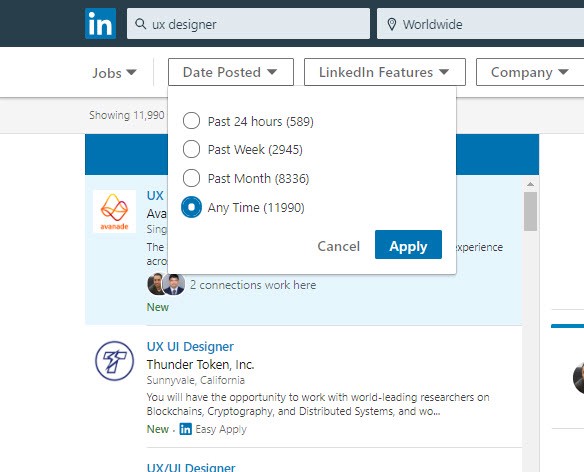 in
ux designer
Worldwide
Jobs
Date Posted
LinkedIn Features
Company
Showing 11,990
Past 24 hours (589)
Past Week (2945)
Past Month (8336)
Any Time (11990)
Cancel
Apply
avanade
UX
Ava
Sing
The
experience
acro
2 connections work here
New
UX UI Designer
Thunder Token, Inc.
Sunnyvale, California
You will have the opportunity to work with world-leading researchers on
Blockchains, Cryptography, and Distributed Systems, and wo...
New · in Easy Apply
UX/UI Designer